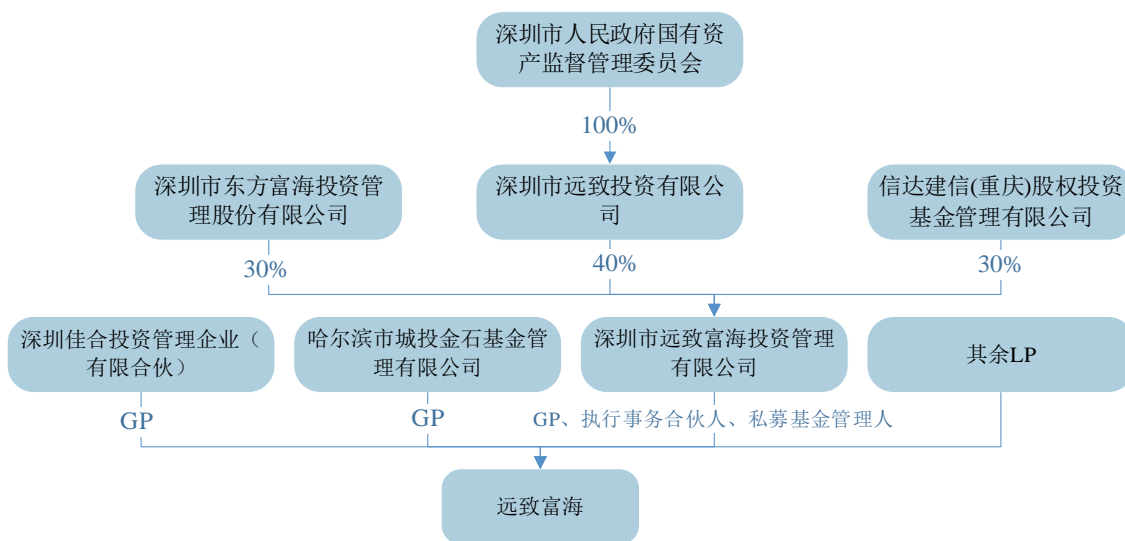 深圳市人民政府国有资
产监督管理委员会
100%
深圳市东方富海投资管
理股份有限公司
深圳市远致投资有限公
司
信达建信(重庆)股权投资
基金管理有限公司
30%
40%
30%
深圳佳合投资管理企业（
有限合伙）
哈尔滨市城投金石基金管
理有限公司
深圳市远致富海投资管理
有限公司
其余LP
GP
GP
GP、执行事务合伙人、私募基金管理人
远致富海